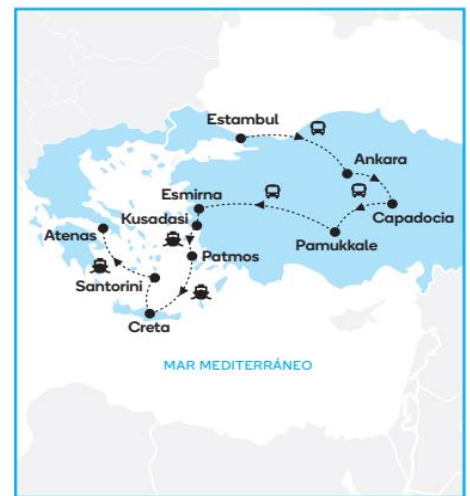 Estambul
Ankara
Esmirna
Kusadasi
Capadocia
Atenas
Patmos
Pamukkale
Santorini
Creta
MAR MEDITERRÁNEO